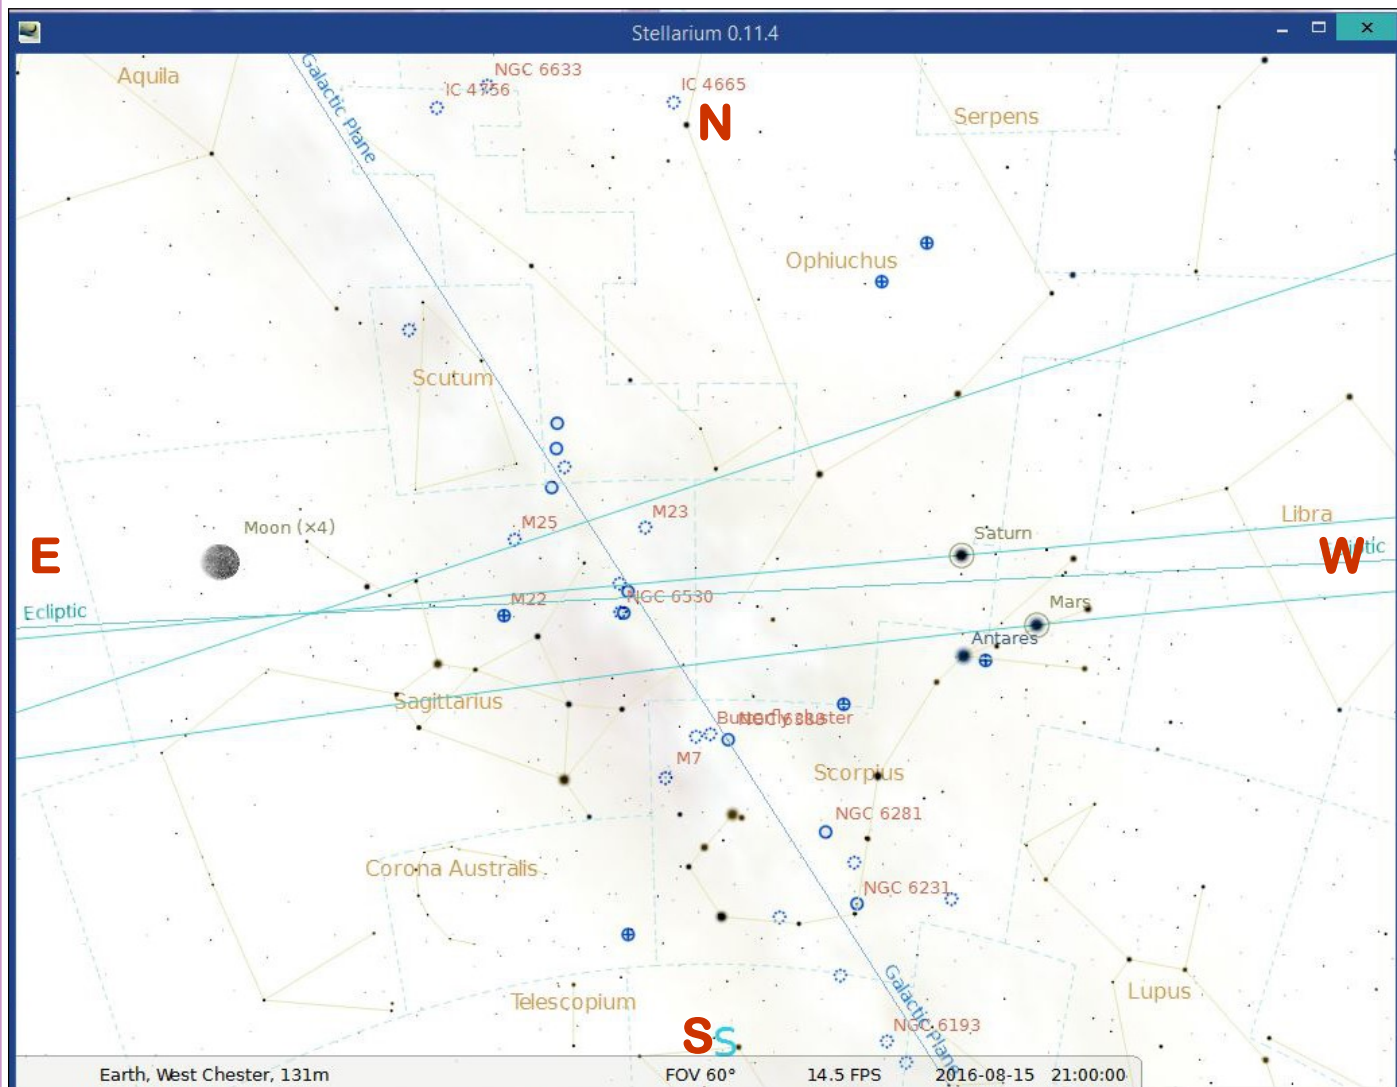 Stellarium 0.11.4
Aquila
Galactic Plane
NGC 6633
IC 4756
IC 4665
N
Serpens
Ophiuchus
Scutum
M25
M23
Moon (×4)
Saturn
Libra
E
W
Ecliptic
M22
NGC 6530
Mars
Antares
Sagittarius
Butterfly Cluster
M7
Scorpius
NGC 6281
Corona Australis
NGC 6231
Galactic Plane
Telescopium
Lupus
NGC 6193
S
S
Earth, West Chester, 131m FOV 60° 14.5 FPS 2016-08-15 21:00:00